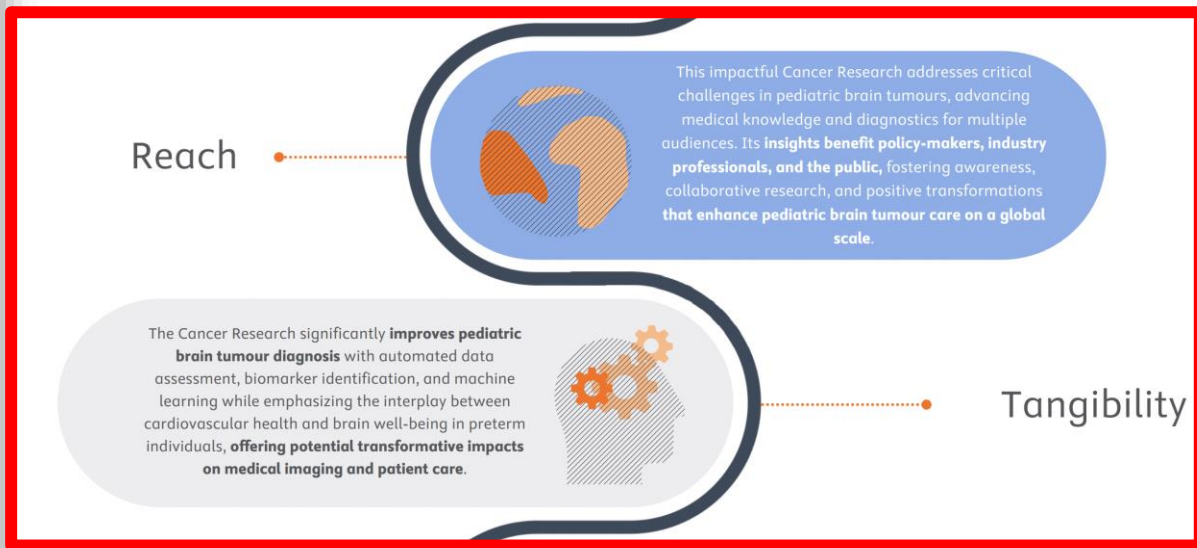 Reach
This impactful Cancer Research addresses critical
challenges in pediatric brain tumours, advancing
medical knowledge and diagnostics for multiple
audiences. Its insights benefit policy-makers, industry
professionals, and the public, fostering awareness,
collaborative research, and positive transformations
that enhance pediatric brain tumour care on a global
scale.
The Cancer Research significantly improves pediatric
brain tumour diagnosis with automated data
assessment, biomarker identification, and machine
learning while emphasizing the interplay between
cardiovascular health and brain well-being in preterm
individuals, offering potential transformative impacts
on medical imaging and patient care.
Tangibility